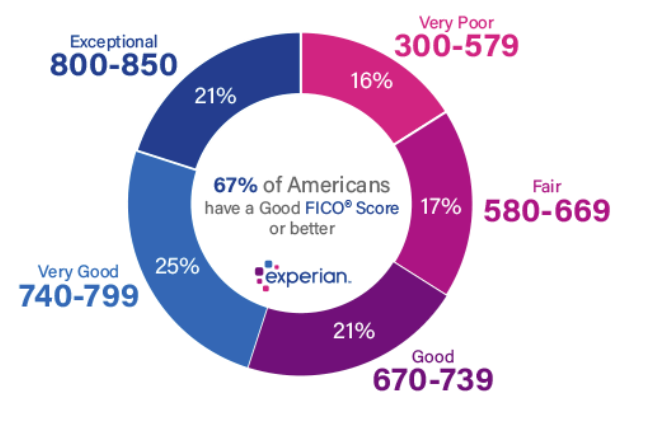 Very Poor
300-579
Exceptional
800-850
16%
21%
67% of Americans
have a Good FICO® Score
or better
Fair
580-669
17%
Very Good
740-799
25%
experian™
21%
Good
670-739